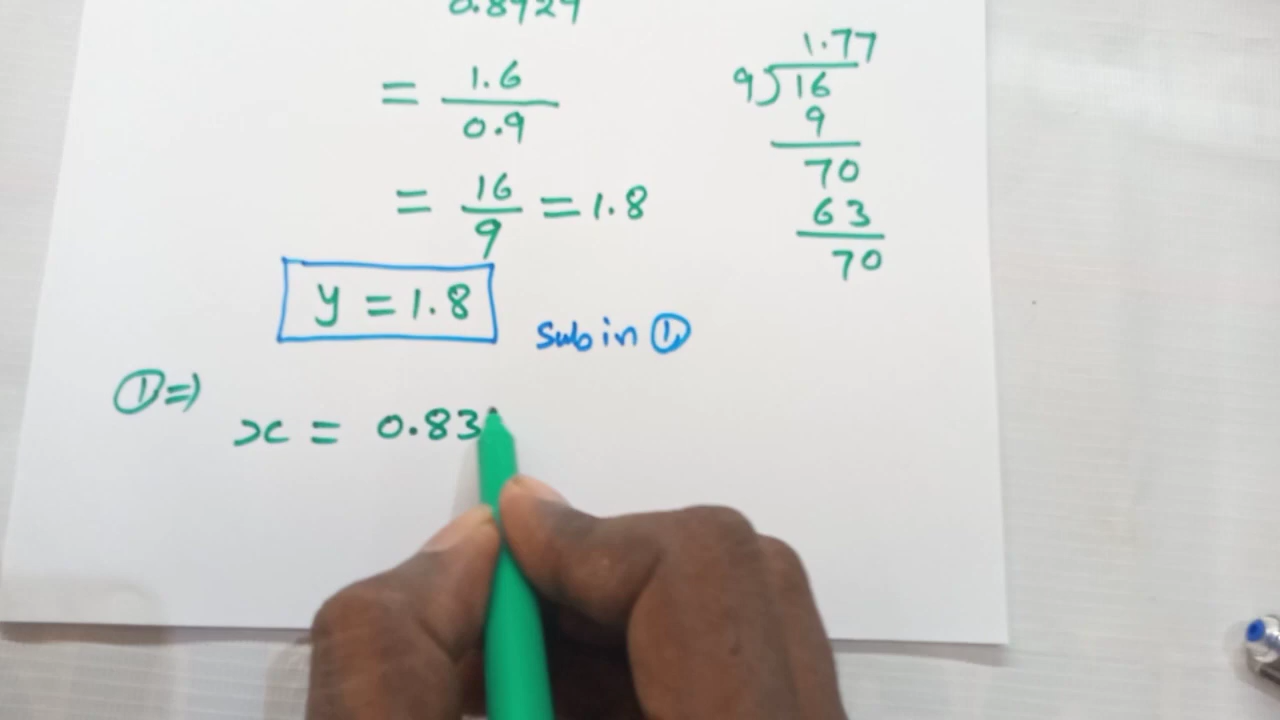 = 1.6 / 0.9
= 16 / 9 = 1.8
y = 1.8
Sub in ①,
①⇒
x = 0.83
1.77
9)16
9
70
63
70